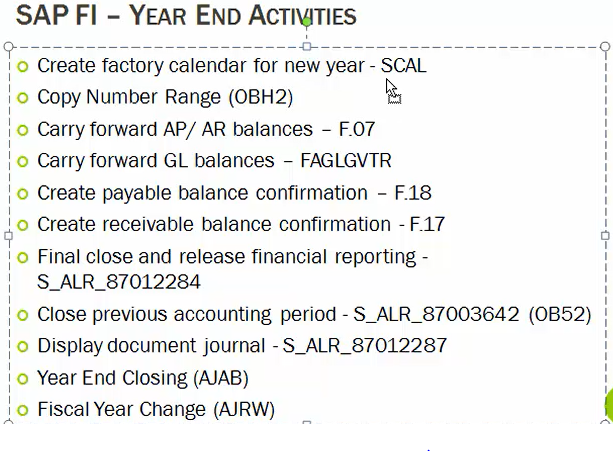 SAP FI – YEAR END ACTIVITIES
Create factory calendar for new year - SCAL
Copy Number Range (OBH2)
Carry forward AP/ AR balances – F.07
Carry forward GL balances – FAGLGVTR
Create payable balance confirmation – F.18
Create receivable balance confirmation - F.17
Final close and release financial reporting -
S_ALR_87012284
Close previous accounting period - S_ALR_87003642 (OB52)
Display document journal - S_ALR_87012287
Year End Closing (AJAB)
Fiscal Year Change (AJRW)